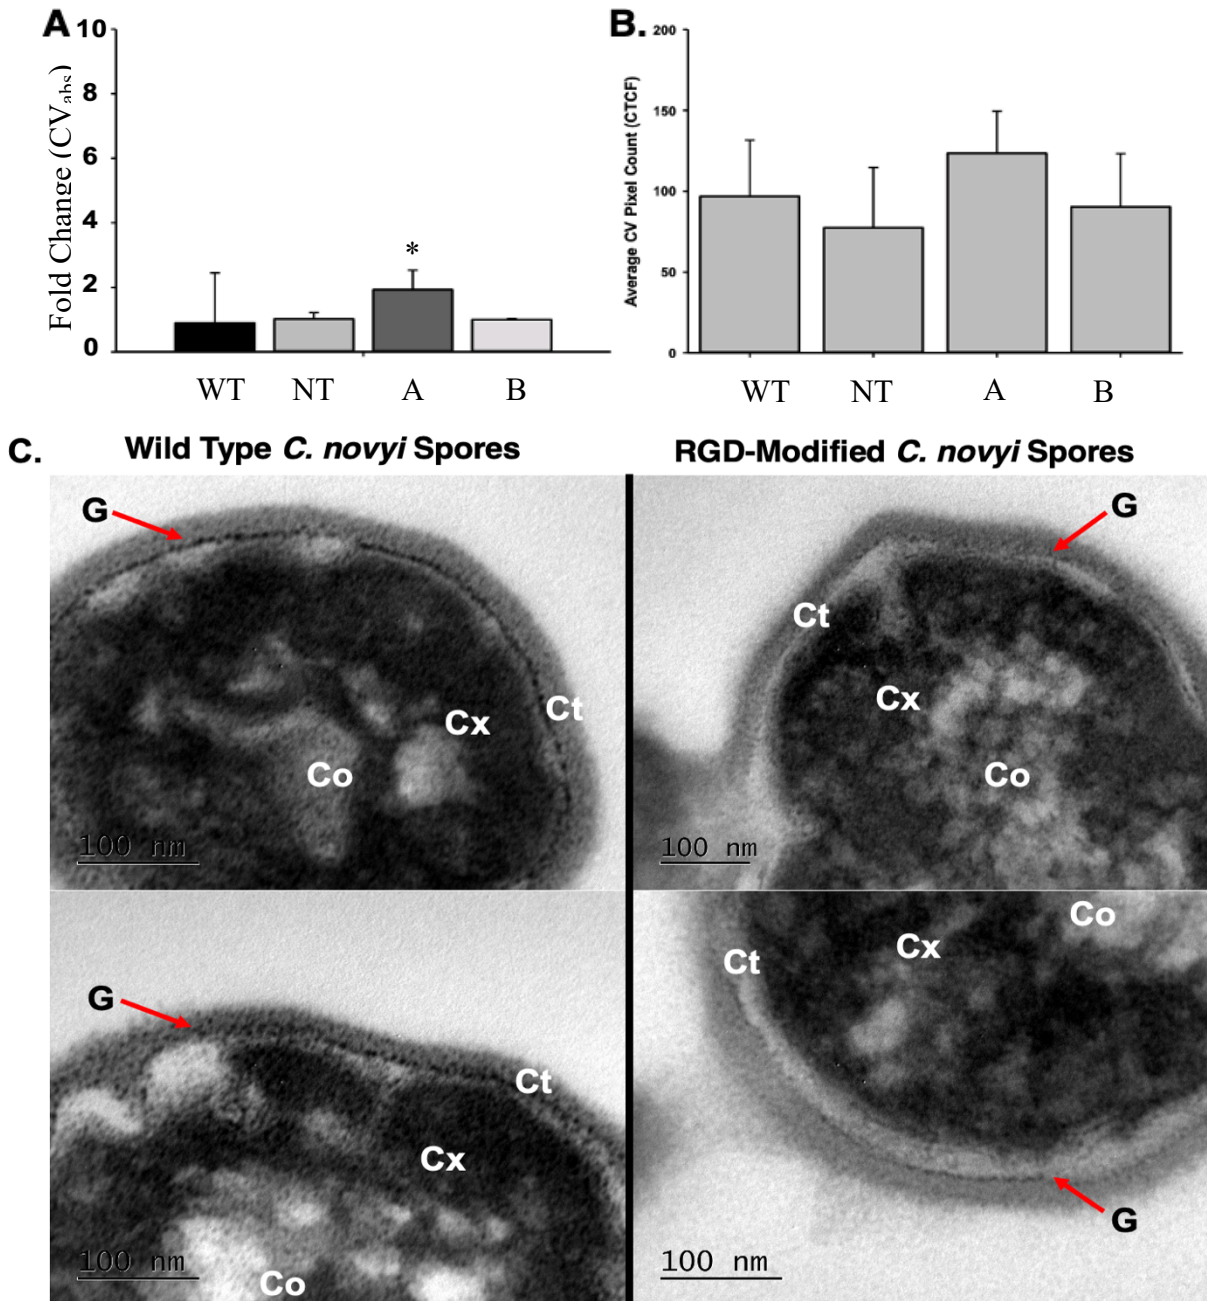 A
10
8
6
4
2
0
Fold Change (CVabs)
*
WT NT A B
B.
200
150
100
50
0
Average CV Pixel Count (CTCF)
WT NT A B
C.
Wild Type C. novyi Spores
RGD-Modified C. novyi Spores
G
Ct
Cx
Co
100 nm
G
Ct
Cx
Co
100 nm
G
Ct
Cx
Co
100 nm
Co
Cx
Ct
G
100 nm